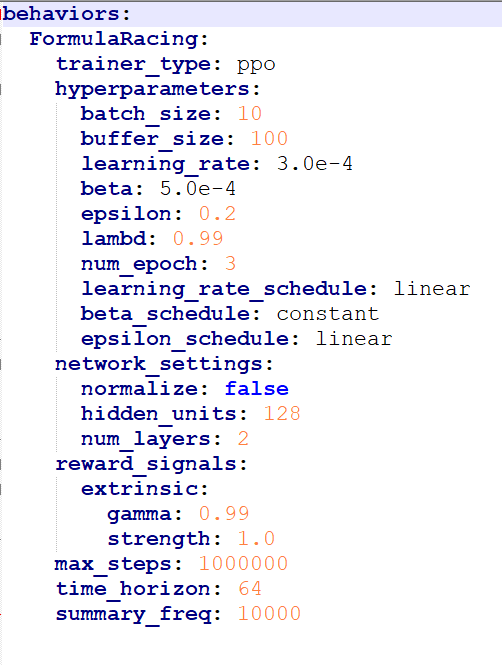 behaviors:
  FormulaRacing:
    trainer_type: ppo
    hyperparameters:
      batch_size: 10
      buffer_size: 100
      learning_rate: 3.0e-4
      beta: 5.0e-4
      epsilon: 0.2
      lambd: 0.99
      num_epoch: 3
      learning_rate_schedule: linear
      beta_schedule: constant
      epsilon_schedule: linear
    network_settings:
      normalize: false
      hidden_units: 128
      num_layers: 2
    reward_signals:
      extrinsic:
        gamma: 0.99
        strength: 1.0
    max_steps: 1000000
    time_horizon: 64
    summary_freq: 10000